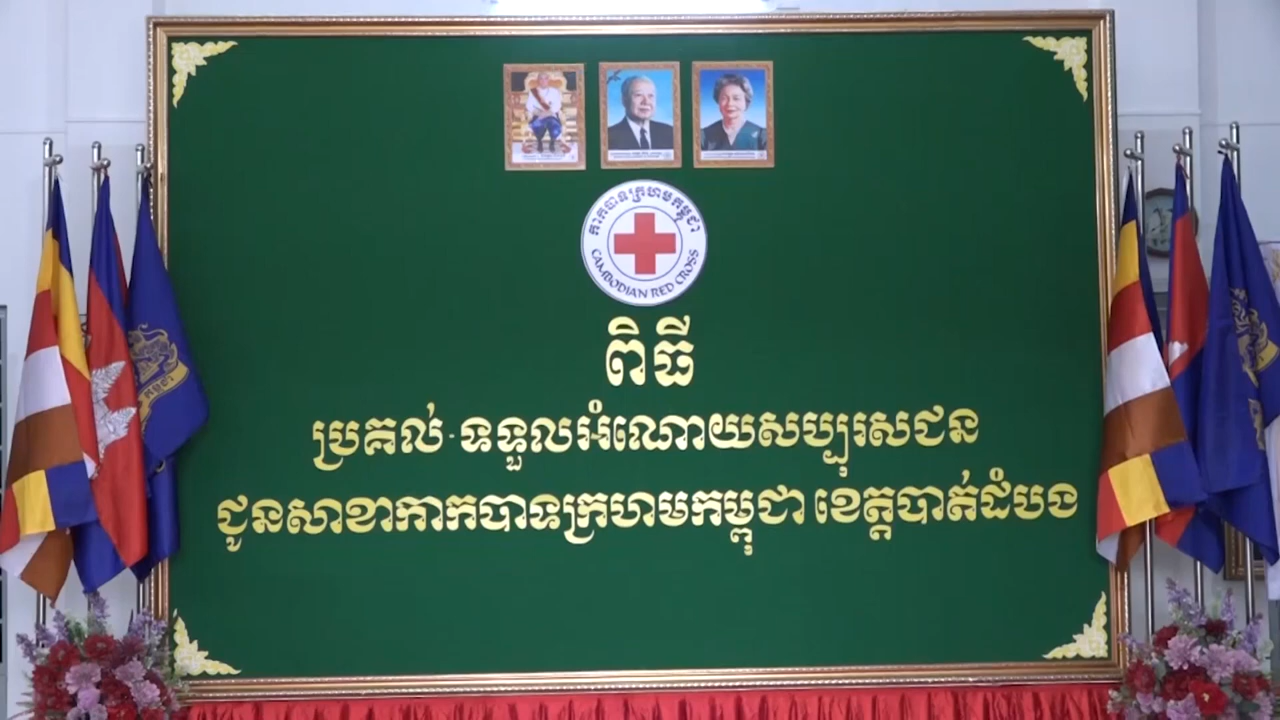 កាកបាទក្រហមកម្ពុជា
CAMBODIAN RED CROSS
ពិធី
ប្រគល់-ទទួលអំណោយសប្បុរសជន
ជូនសាខាកាកបាទក្រហមកម្ពុជា ខេត្តបាត់ដំបង